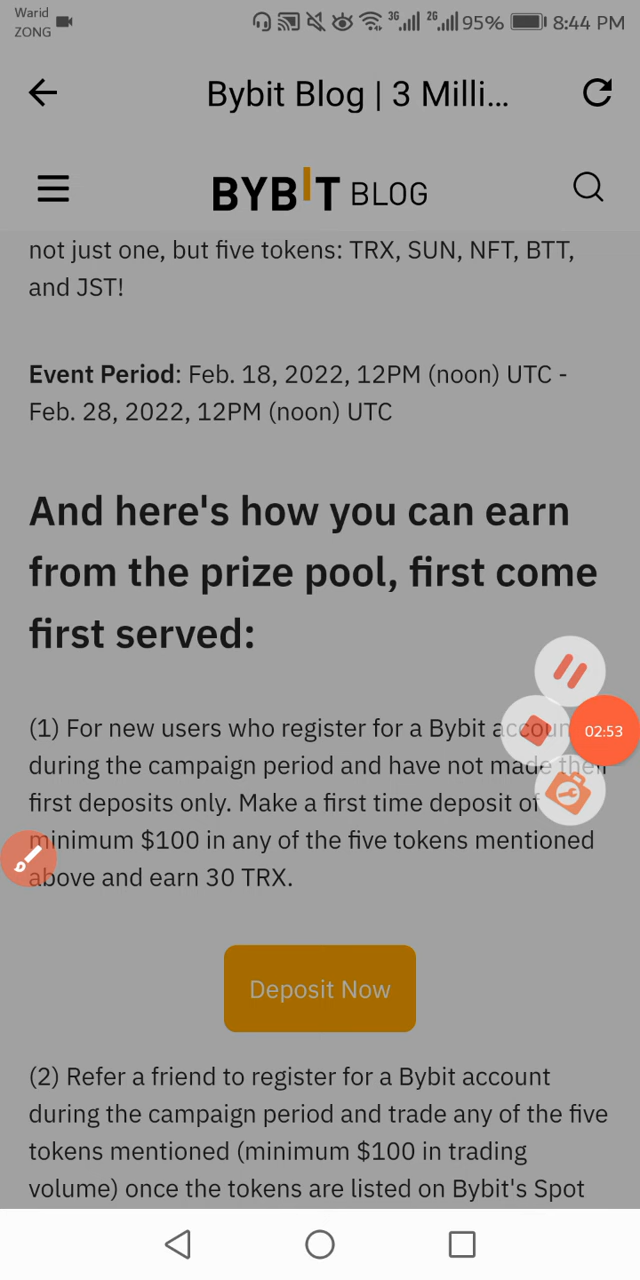 Warid
ZONG
3G 2G 95% 8:44 PM
Bybit Blog | 3 Milli...
BYBIT BLOG
not just one, but five tokens: TRX, SUN, NFT, BTT,
and JST!
Event Period: Feb. 18, 2022, 12PM (noon) UTC -
Feb. 28, 2022, 12PM (noon) UTC
And here's how you can earn
from the prize pool, first come
first served:
(1) For new users who register for a Bybit account
02:53
during the campaign period and have not made their
first deposits only. Make a first time deposit of
minimum $100 in any of the five tokens mentioned
above and earn 30 TRX.
Deposit Now
(2) Refer a friend to register for a Bybit account
during the campaign period and trade any of the five
tokens mentioned (minimum $100 in trading
volume) once the tokens are listed on Bybit's Spot